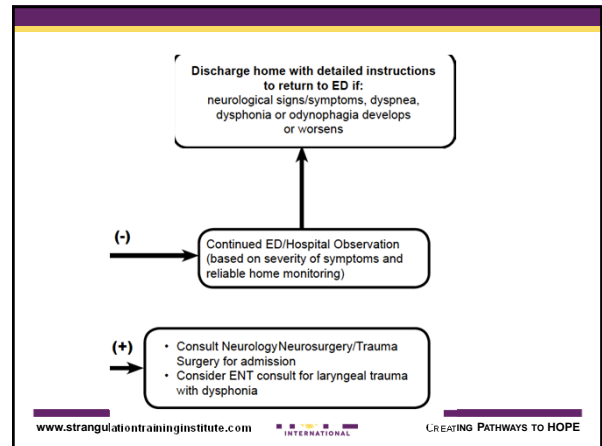 Discharge home with detailed instructions
to return to ED if:
neurological signs/symptoms, dyspnea,
dysphonia or odynophagia develops
or worsens
(-)
Continued ED/Hospital Observation
(based on severity of symptoms and
reliable home monitoring)
(+)
• Consult NeurologyNeurosurgery/Trauma
Surgery for admission
• Consider ENT consult for laryngeal trauma
with dysphonia
www.strangulationtraininginstitute.com
INTERNATIONAL
CREATING PATHWAYS TO HOPE